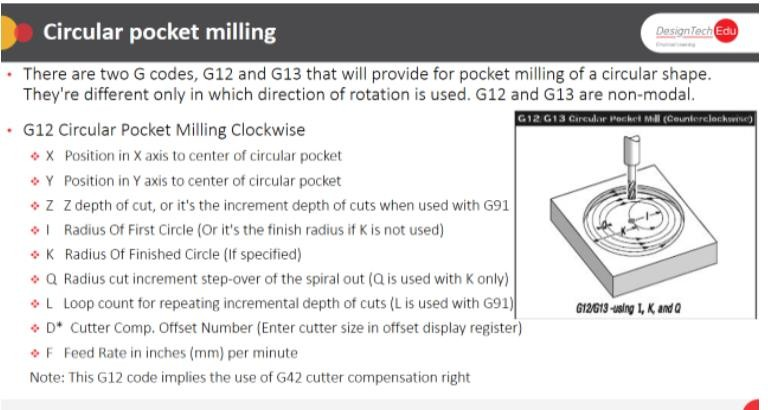 Circular pocket milling
DesignTech Edu
• There are two G codes, G12 and G13 that will provide for pocket milling of a circular shape.
They're different only in which direction of rotation is used. G12 and G13 are non-modal.
• G12 Circular Pocket Milling Clockwise
G12/G13 Circular Pocket Mill (Counterclockwise)
❖ X Position in X axis to center of circular pocket
❖ Y Position in Y axis to center of circular pocket
❖ Z Z depth of cut, or it's the increment depth of cuts when used with G91
❖ I Radius Of First Circle (Or it's the finish radius if K is not used)
❖ K Radius Of Finished Circle (If specified)
❖ Q Radius cut increment step-over of the spiral out (Q is used with K only)
❖ L Loop count for repeating incremental depth of cuts (L is used with G91)
❖ D* Cutter Comp. Offset Number (Enter cutter size in offset display register)
❖ F Feed Rate in inches (mm) per minute
Note: This G12 code implies the use of G42 cutter compensation right
I
K
G12/G13 -using I, K, and Q